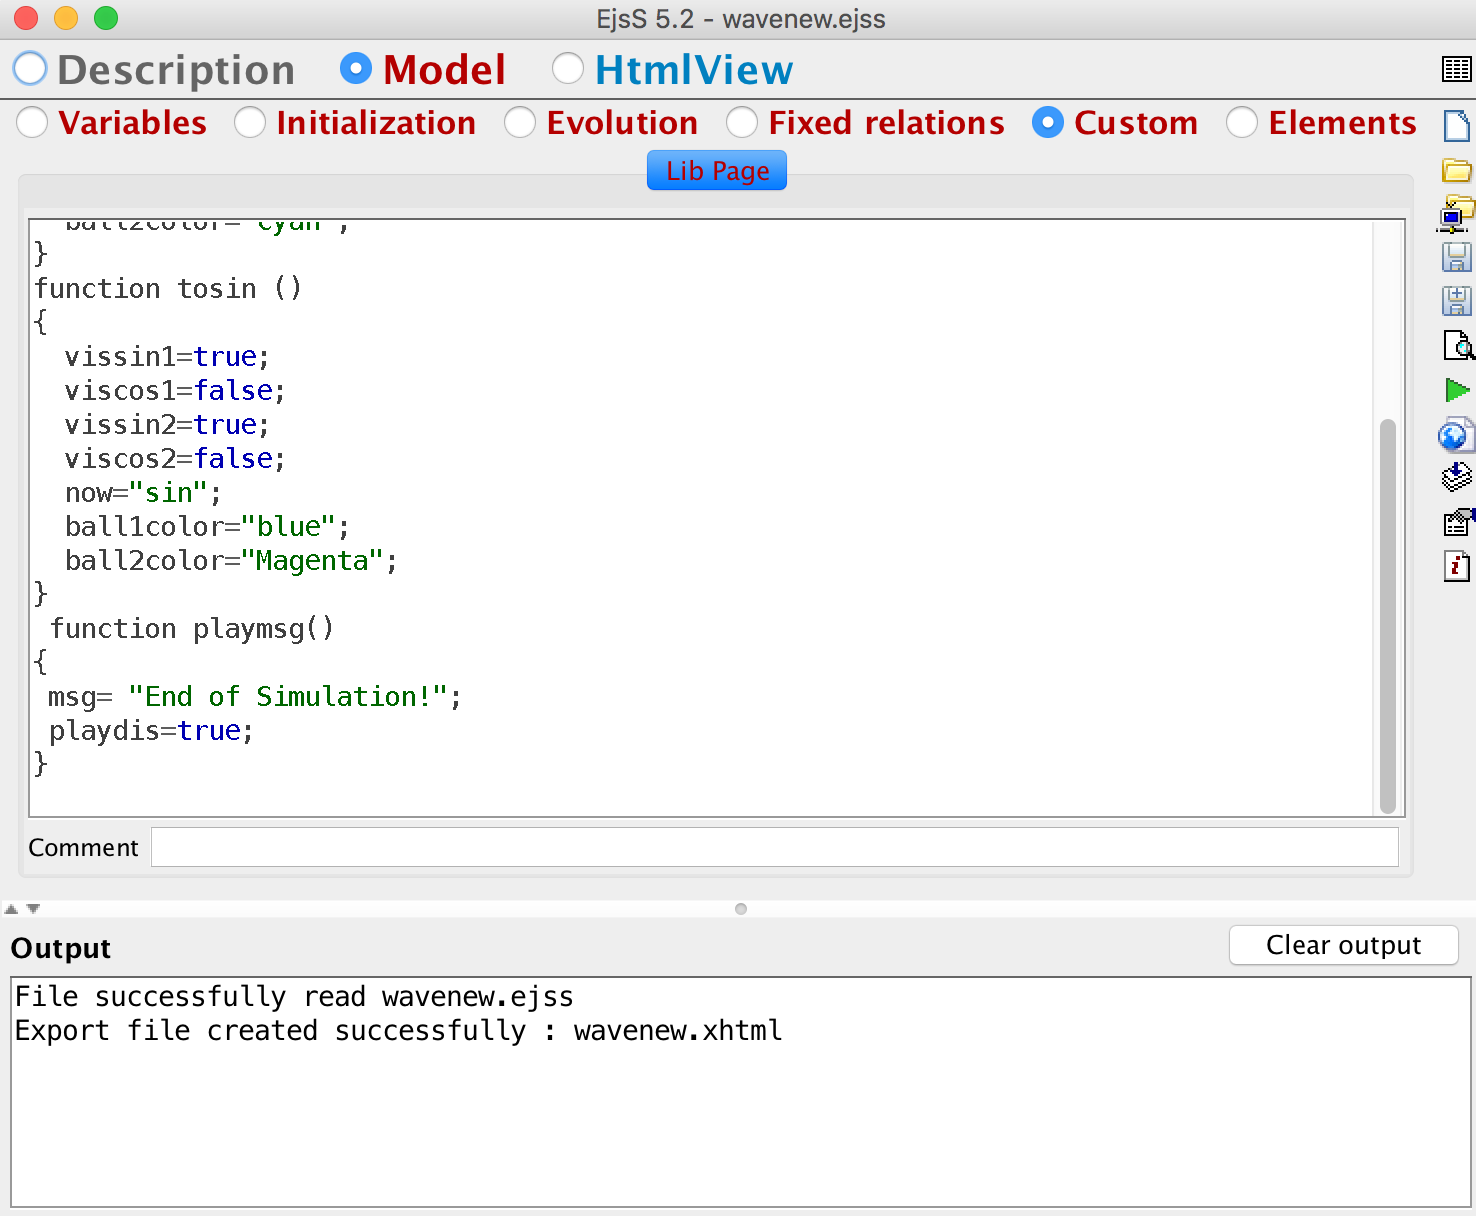 EjsS 5.2 - wavenew.ejss
Description Model HtmlView
Variables Initialization Evolution Fixed relations Custom Elements
Lib Page
ball2color="cyan";
}
function tosin ()
{
vissin1=true;
viscos1=false;
vissin2=true;
viscos2=false;
now="sin";
ball1color="blue";
ball2color="Magenta";
}
function playmsg()
{
msg= "End of Simulation!";
playdis=true;
}
Comment
Output Clear output
File successfully read wavenew.ejss
Export file created successfully : wavenew.xhtml